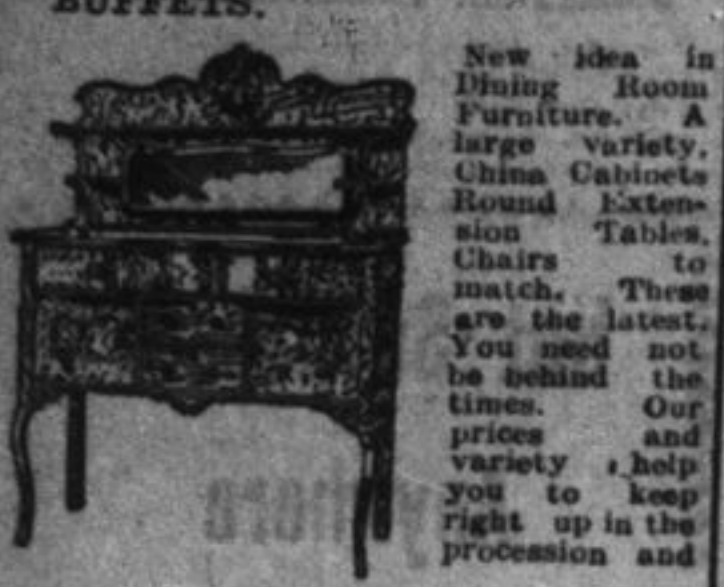 BUFFETS.
New idea in
Dining Room
Furniture. A
large variety.
China Cabinets
Round Exten-
sion Tables.
Chairs to
match. These
are the latest.
You need not
be behind the
times. Our
prices and
variety help
you to keep
right up in the
procession and